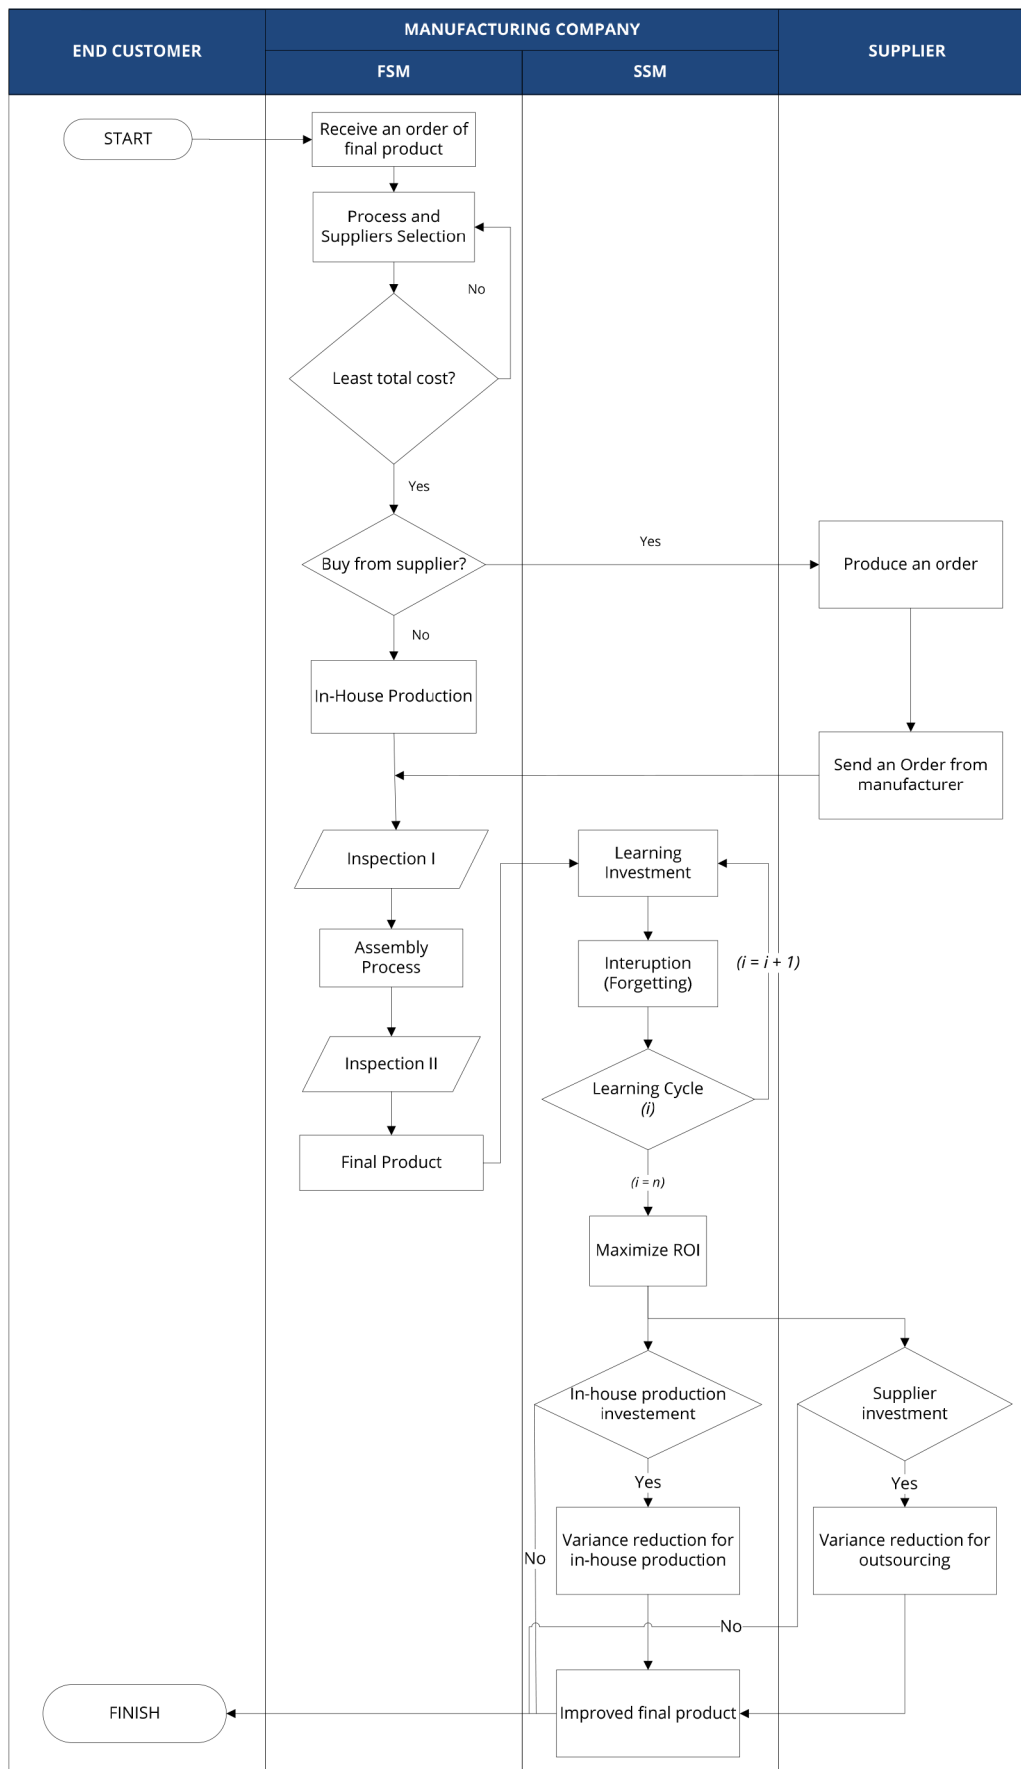 END CUSTOMER
MANUFACTURING COMPANY
FSM
SSM
SUPPLIER
START
Receive an order of
final product
Process and
Suppliers Selection
No
Least total cost?
Yes
Buy from supplier?
Yes
Produce an order
No
In-House Production
Send an Order from
manufacturer
Inspection I
Learning
Investment
Assembly
Process
Interuption
(Forgetting)
(i = i + 1)
Inspection II
Learning Cycle
(i)
Final Product
(i = n)
Maximize ROI
In-house production
investement
Supplier
investment
Yes
Yes
Variance reduction for
in-house production
Variance reduction for
outsourcing
No
No
FINISH
Improved final product